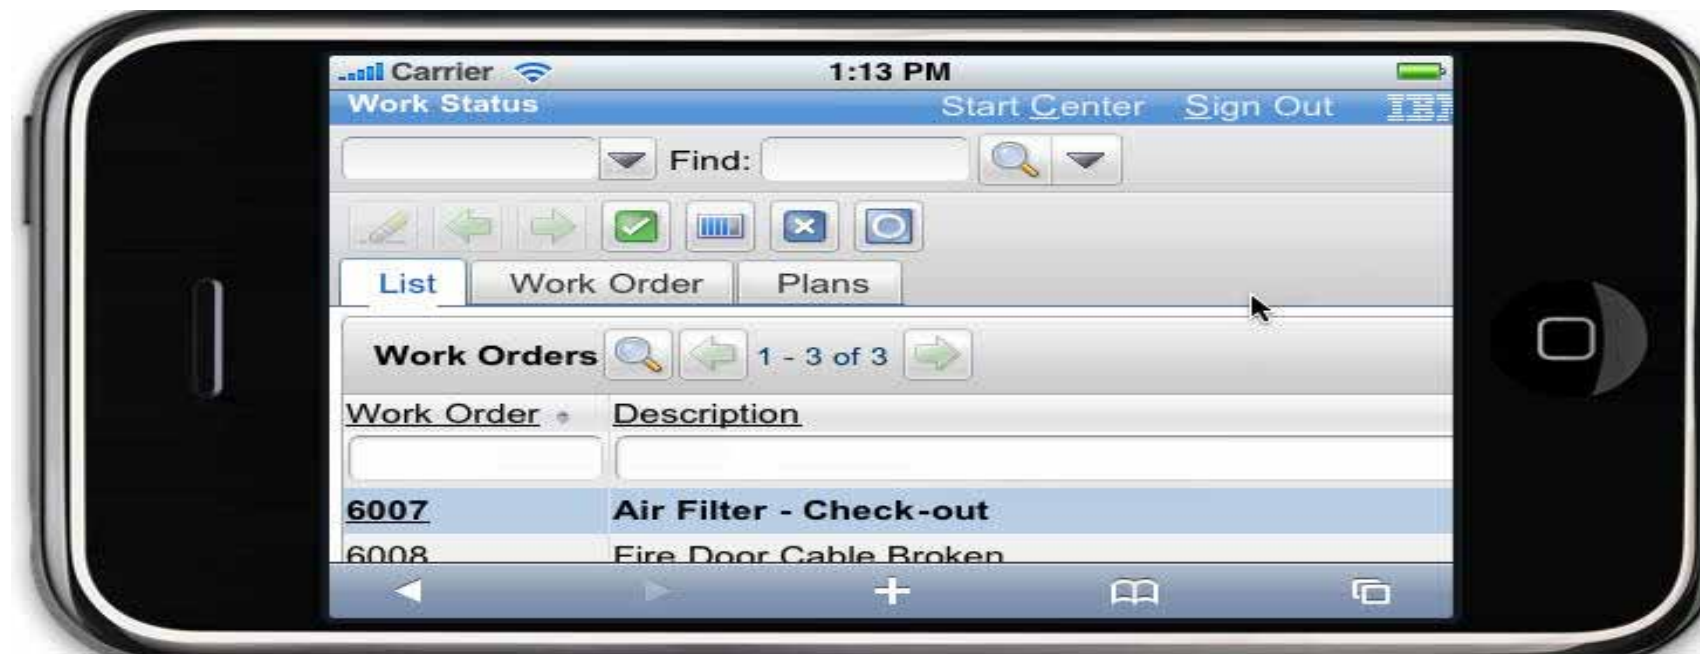 Carrier 1:13 PM
Work Status Start Center Sign Out IBM
Find:
List Work Order Plans
Work Orders 1 - 3 of 3
Work Order Description
6007 Air Filter - Check-out
6008 Fire Door Cable Broken